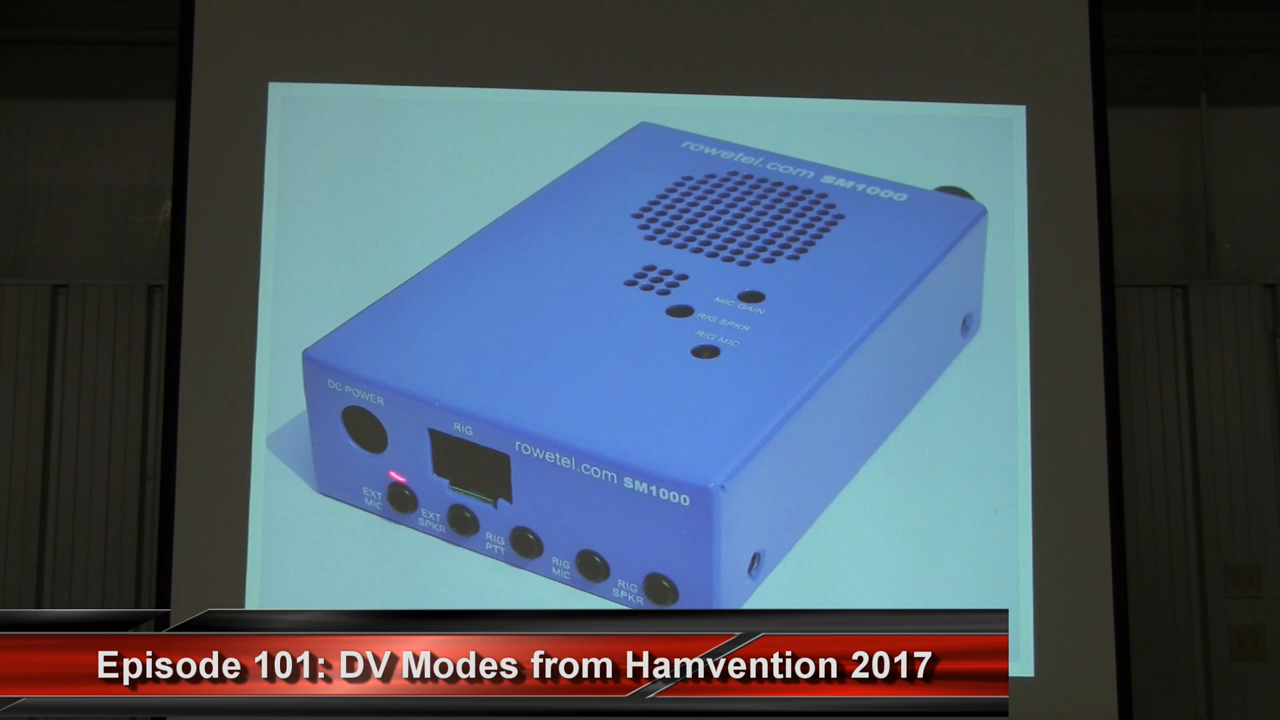 rowetel.com SM1000
MIC GAIN
RIG SPKR
RIG MIC
DC POWER
RIG
rowetel.com SM1000
EXT
MIC
EXT
SPKR
RIG
PTT
RIG
MIC
RIG
SPKR
Episode 101: DV Modes from Hamvention 2017